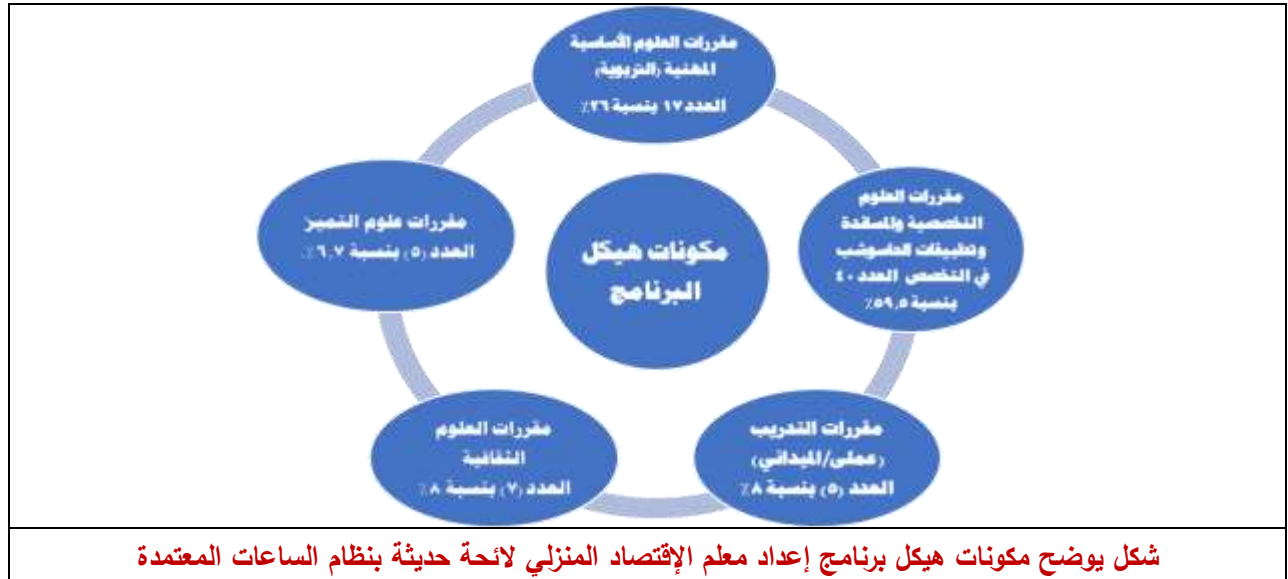 مقررات العلوم الأساسية
المهنية (التربوية)
العدد ١٧ بنسبة ٢٦٪
مقررات العلوم
التخصصية والمساندة
وتطبيقات الحاسوب
في التخصص العدد ٤٠
بنسبة ٥٩,٥٪
مقررات التدريب
(عملى/الميداني)
العدد (٥) بنسبة ٨٪
مقررات العلوم
الثقافية
العدد (٧) بنسبة ٨٪
مقررات علوم التميز
العدد (٥) بنسبة ٦,٧٪
مكونات هيكل
البرنامج
شكل يوضح مكونات هيكل برنامج إعداد معلم الإقتصاد المنزلي لائحة حديثة بنظام الساعات المعتمدة